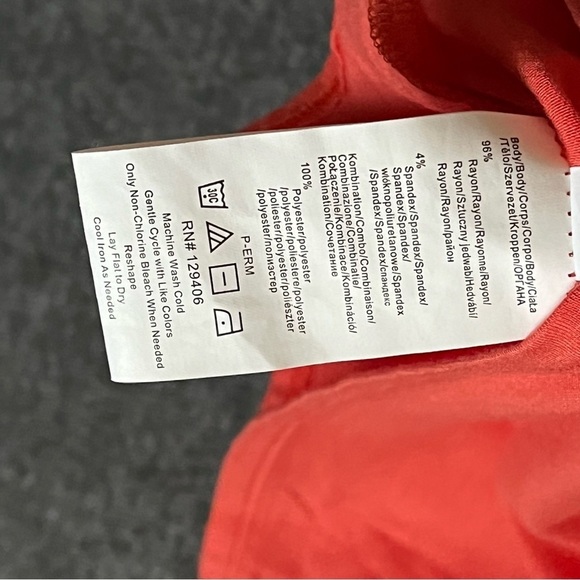 Body/Body/Corps/Corpo/Body/Ciała
/Tělo/Szervezet/Kroppen/ОРГАНА
96%
Rayon/Rayon/Rayonne/Rayon/
Rayon/Sztuczny jedwab/Hedvábí/
Rayon/Rayon/район
4%
Spandex/Spandex/Spandex/
Spandex/Spandex/Spandex
włóknopoliuretanowe/Spandex
/Spandex/Spandex/спандекс
Kombination/Combo/Combinaison/
Combinazione/Combinatie/
Połączenie/Kombinace/Kombináció/
Kombination/Сочетание
100%
Polyester/polyester
/polyester/poliestere/polyester
/poliester/polyester/poliészter
/polyester/полиэстер
P-ERM
30C
RN# 129406
Machine Wash Cold
Gentle Cycle with Like Colors
Only Non-Chlorine Bleach When Needed
Reshape
Lay Flat to Dry
Cool Iron As Needed